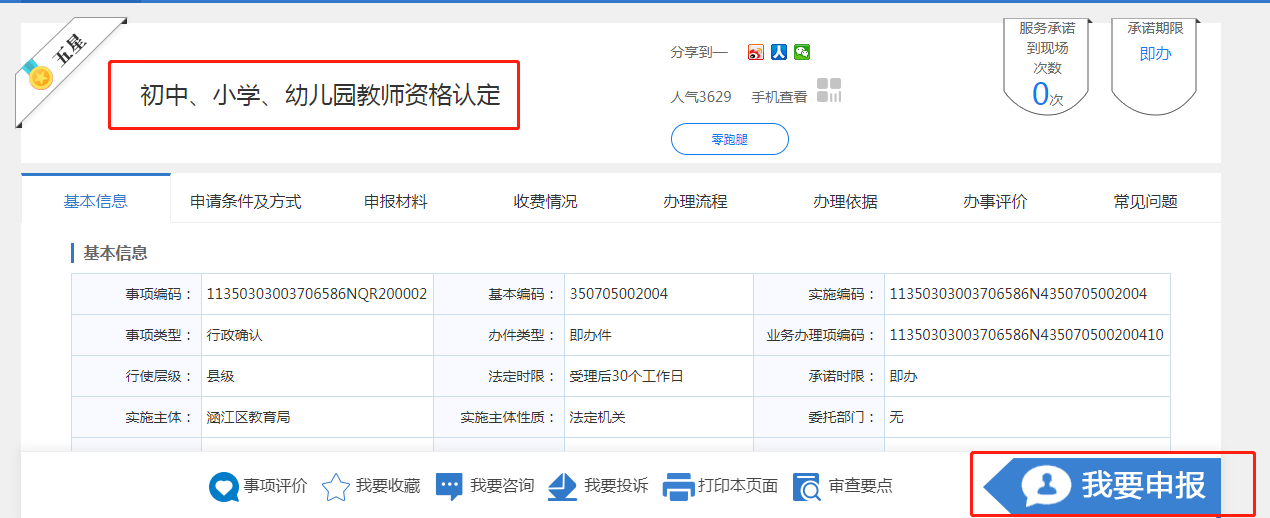 五星
初中、小学、幼儿园教师资格认定
分享到一
人气3629 手机查看
零跑腿
服务承诺
到现场
次数
0次
承诺期限
即办
基本信息 申请条件及方式 申报材料 收费情况 办理流程 办理依据 办事评价 常见问题
基本信息
事项编码： 11350303003706586NQR200002 基本编码： 350705002004 实施编码： 11350303003706586N4350705002004
事项类型： 行政确认 办件类型： 即办件 业务办理项编码： 11350303003706586N435070500200410
行使层级： 县级 法定时限： 受理后30个工作日 承诺时限： 即办
实施主体： 涵江区教育局 实施主体性质： 法定机关 委托部门： 无
事项评价 我要收藏 我要咨询 我要投诉 打印本页面 审查要点 我要申报